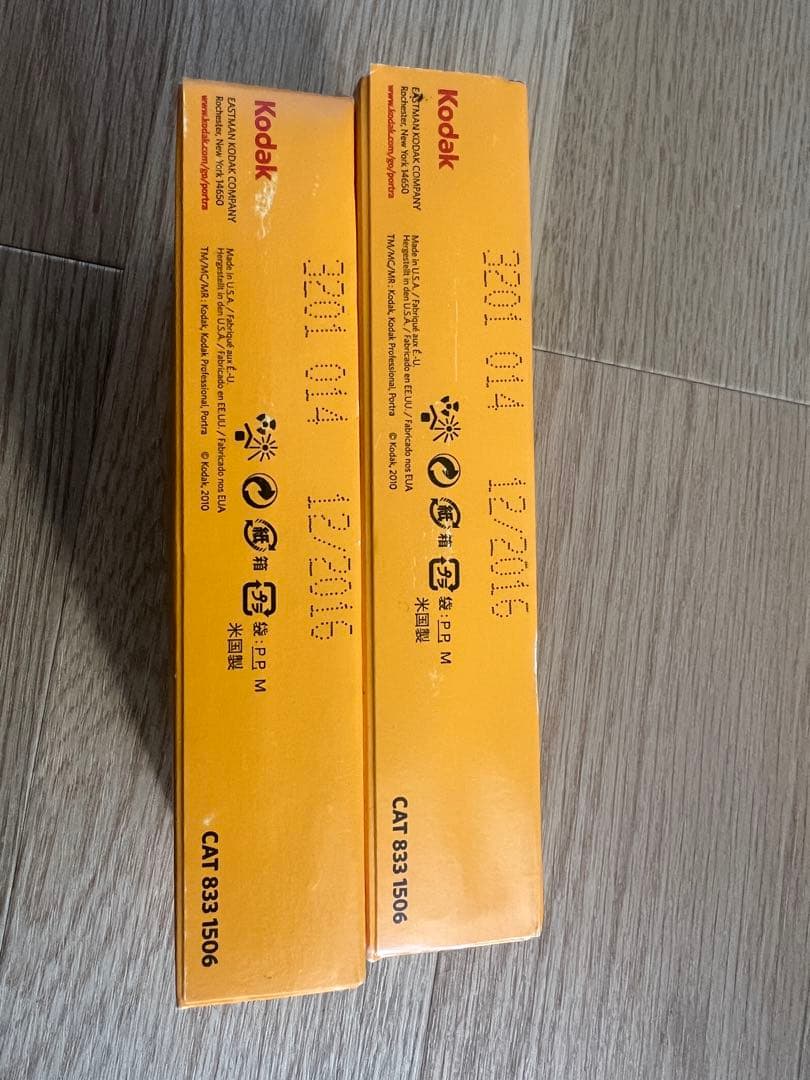 Kodak
EASTMAN KODAK COMPANY
Rochester, New York 14650
www.kodak.com/go/portra
3201 014 12/2016
Made in U.S.A. / Fabriqué aux É.-U.
Hergestellt in den U.S.A. / Fabricado en EE.UU. / Fabricado nos EUA
TM/MC/MR: Kodak, Kodak Professional, Portra © Kodak, 2010
紙 箱
プラ 袋 : P.P, M
米国製
CAT 833 1506
Kodak
EASTMAN KODAK COMPANY
Rochester, New York 14650
www.kodak.com/go/portra
3201 014 12/2016
Made in U.S.A. / Fabriqué aux É.-U.
Hergestellt in den U.S.A. / Fabricado en EE.UU. / Fabricado nos EUA
TM/MC/MR: Kodak, Kodak Professional, Portra © Kodak, 2010
紙 箱
プラ 袋 : P.P, M
米国製
CAT 833 1506